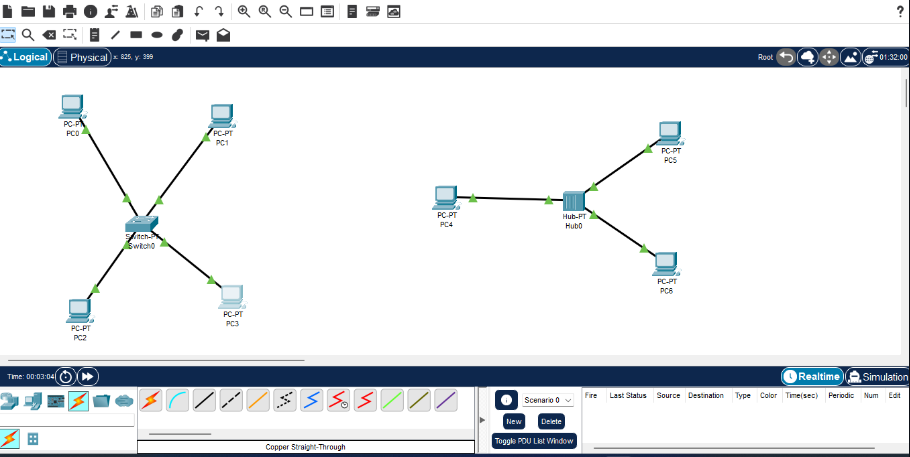 ?
Logical
Physical x: 825, y: 399
Root
01:32:00
PC-PT
PC0
PC-PT
PC1
PC-PT
PC5
PC-PT
PC4
Hub-PT
Hub0
Switch-PT
Switch0
PC-PT
PC6
PC-PT
PC3
PC-PT
PC2
Time: 00:03:04
Realtime
Simulation
Scenario 0
New
Delete
Toggle PDU List Window
Fire Last Status Source Destination Type Color Time(sec) Periodic Num Edit
Copper Straight-Through